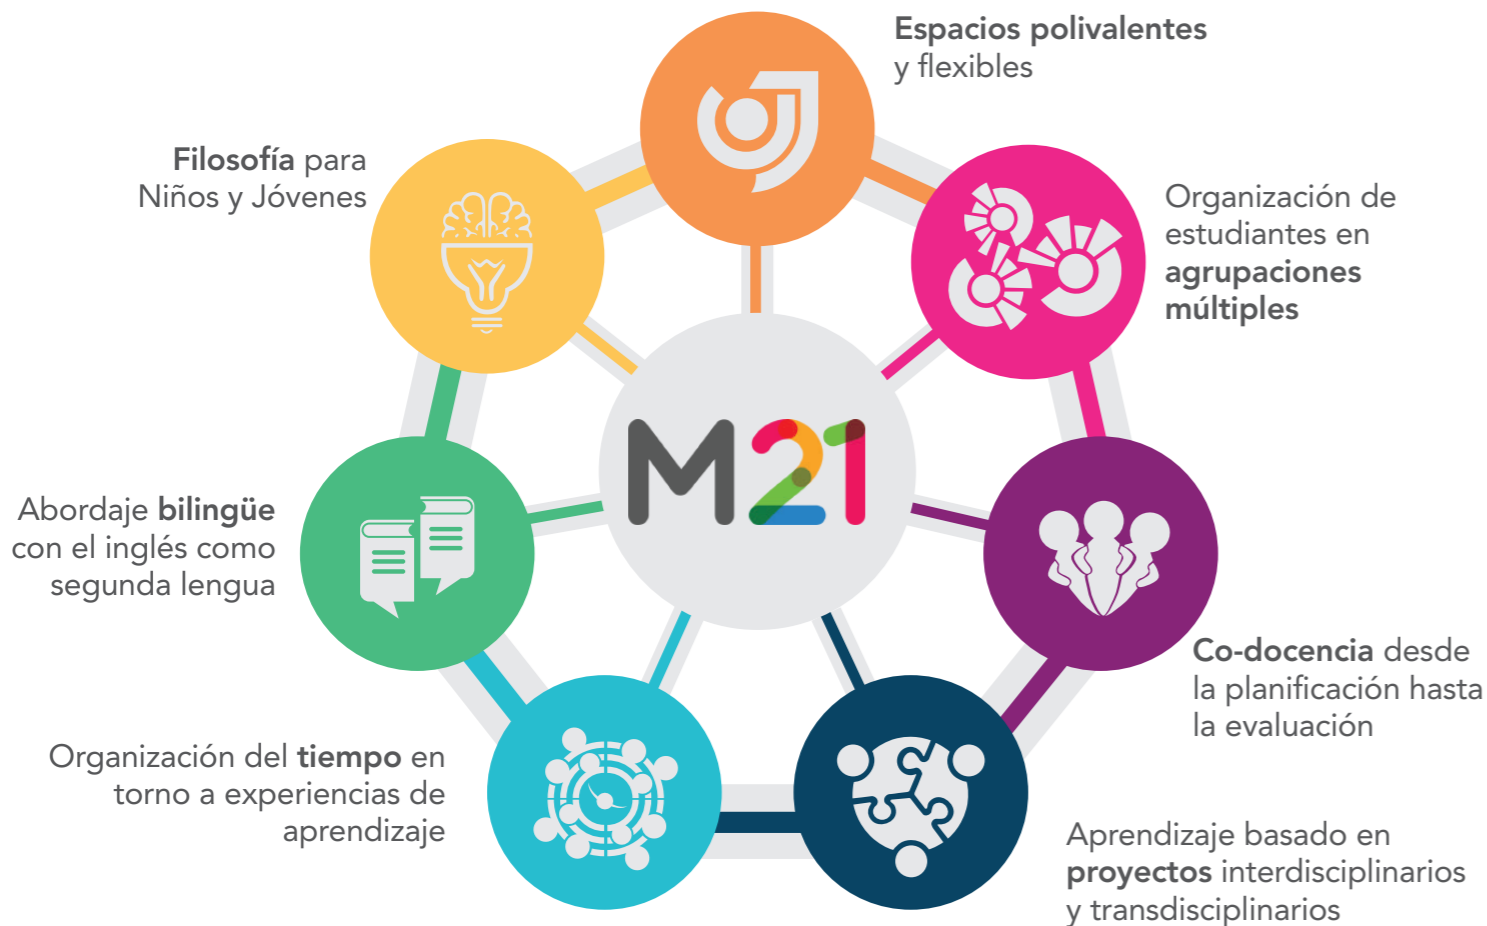 Espacios polivalentes
y flexibles
Organización de
estudiantes en
agrupaciones
múltiples
Co-docencia desde
la planificación hasta
la evaluación
Aprendizaje basado en
proyectos interdisciplinarios
y transdisciplinarios
Organización del tiempo en
torno a experiencias de
aprendizaje
Abordaje bilingüe
con el inglés como
segunda lengua
Filosofía para
Niños y Jóvenes
M21